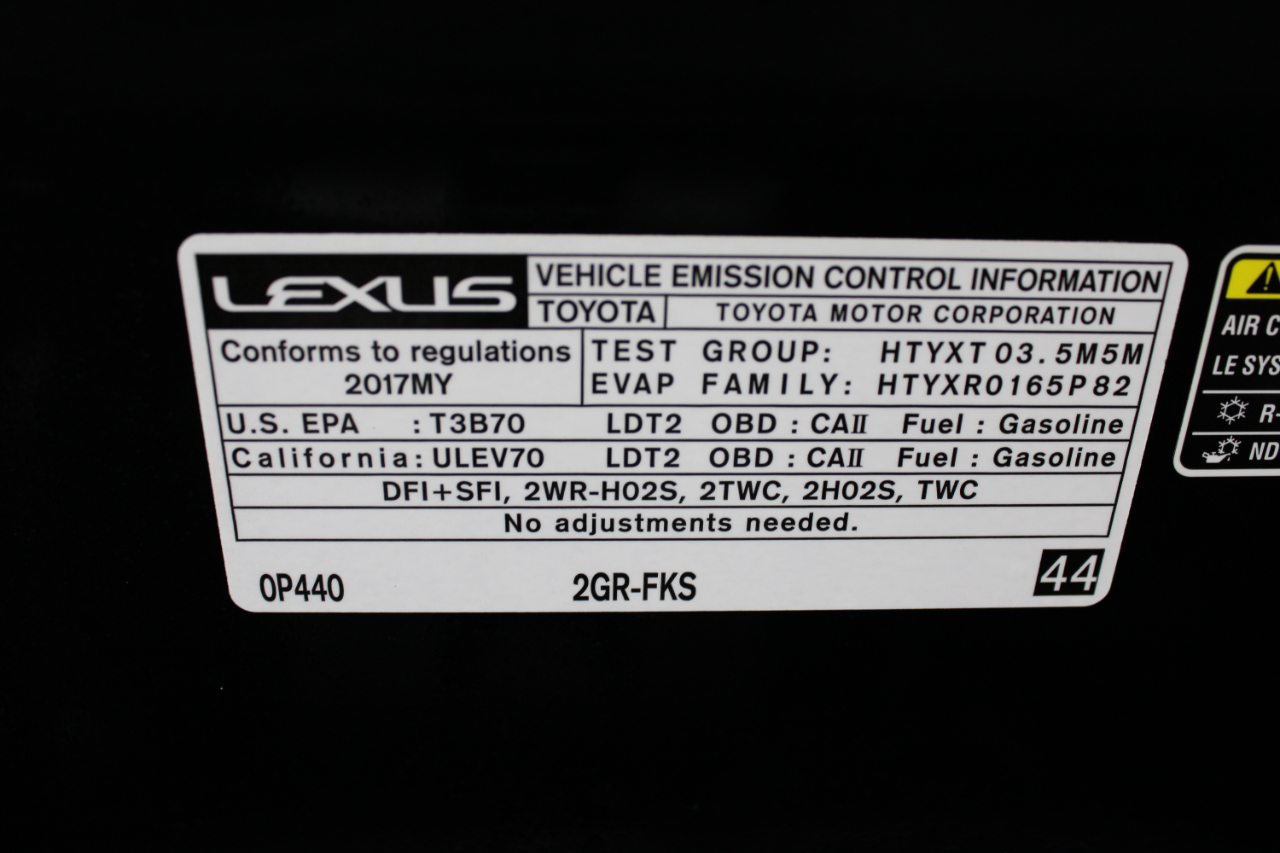 LEXUS
VEHICLE EMISSION CONTROL INFORMATION
TOYOTA TOYOTA MOTOR CORPORATION
Conforms to regulations
2017MY
TEST GROUP: HTYXT03.5M5M
EVAP FAMILY: HTYXR0165P82
U.S. EPA : T3B70 LDT2 OBD : CAII Fuel : Gasoline
California: ULEV70 LDT2 OBD : CAII Fuel : Gasoline
DFI+SFI, 2WR-HO2S, 2TWC, 2HO2S, TWC
No adjustments needed.
0P440 2GR-FKS 44
AIR C
LE SYS
R-
ND